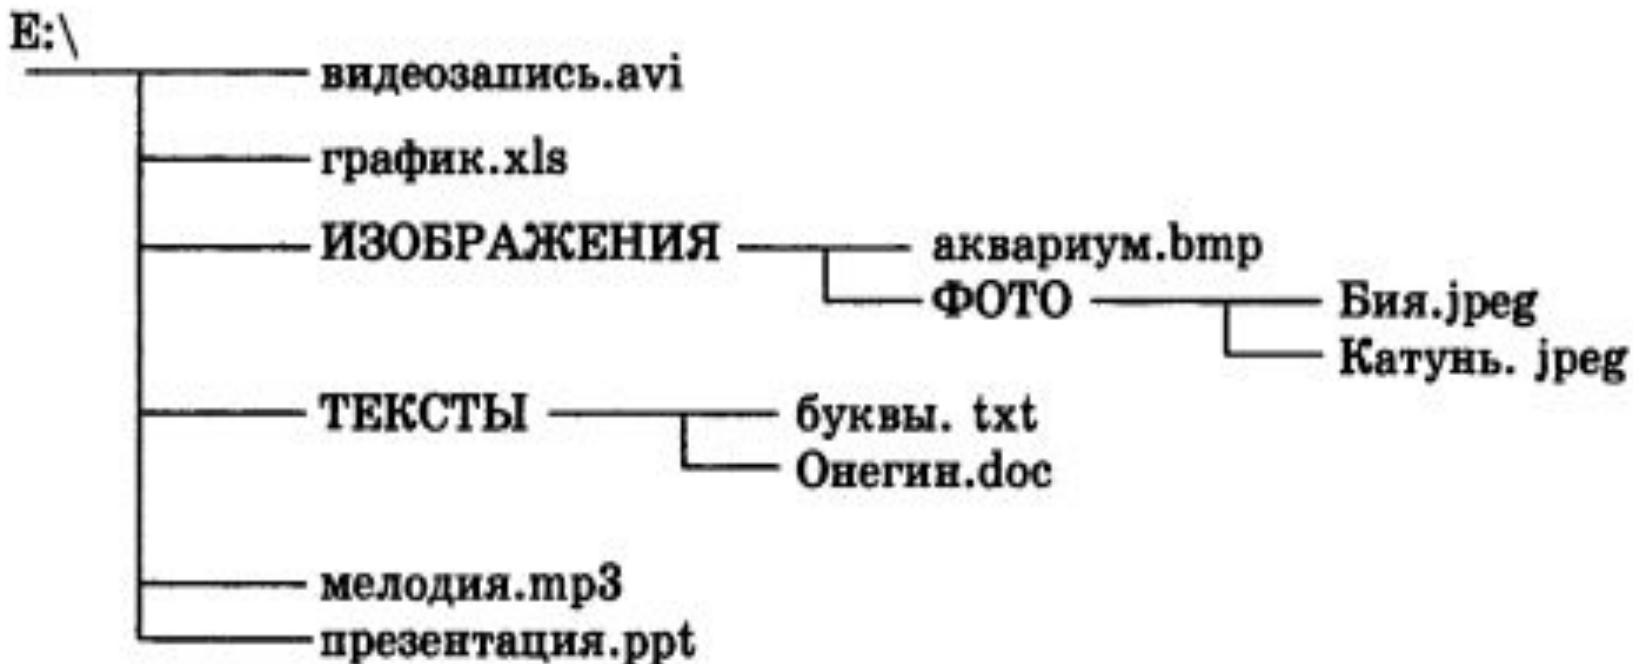 E:\
видеозапись.avi
график.xls
ИЗОБРАЖЕНИЯ аквариум.bmp
ФОТО Бия.jpeg
Катунь. jpeg
ТЕКСТЫ буквы. txt
Онегин.doc
мелодия.mp3
презентация.ppt